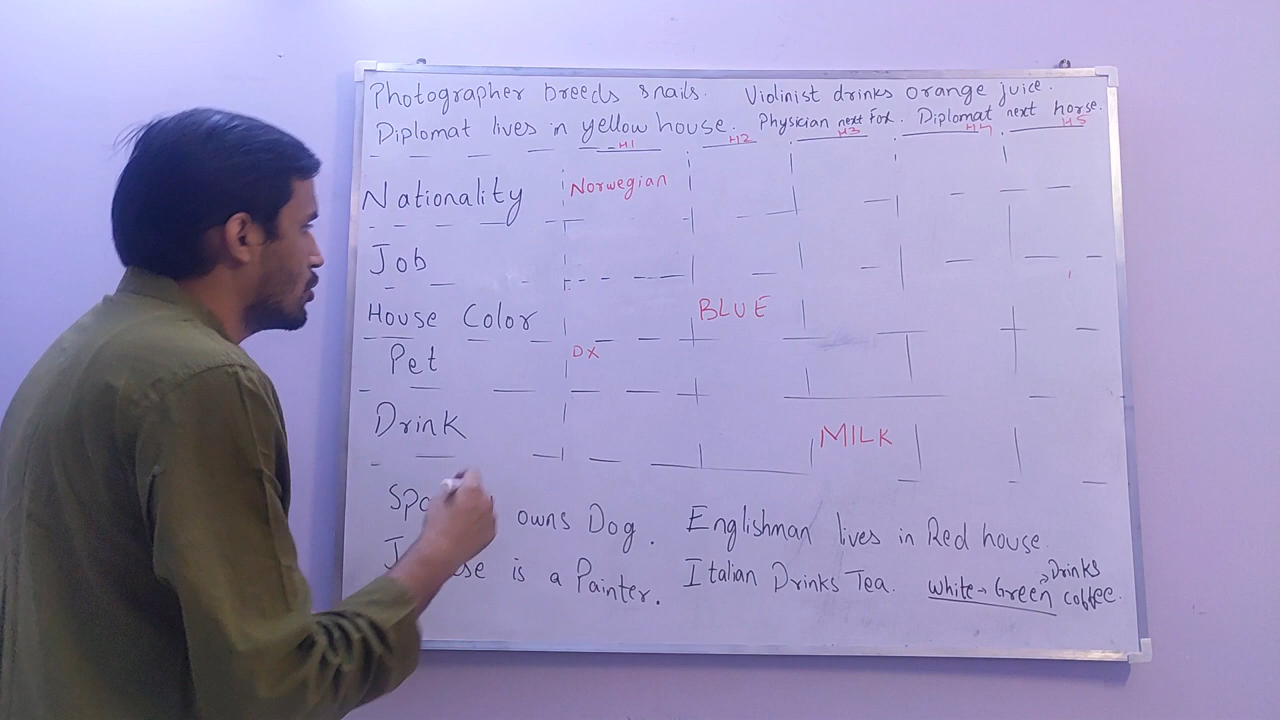 Photographer breeds snails. Violinist drinks orange juice.
Diplomat lives in yellow house. Physician next fox. Diplomat next horse.
H1 H2 H3 H4 H5
Nationality Norwegian
Job
House Color BLUE
Pet DX
Drink MILK
owns Dog. Englishman lives in Red house.
is a Painter. Italian Drinks Tea. White → Green → Drinks coffee.